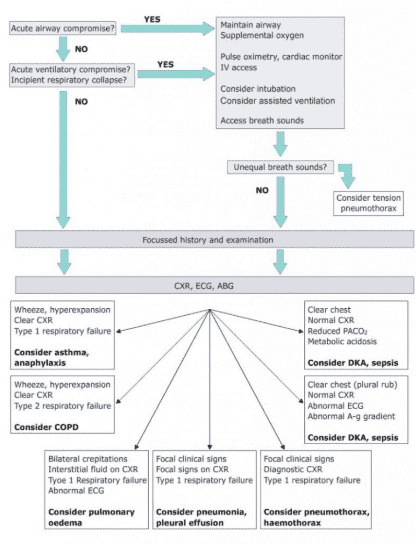 Acute airway compromise?
YES
Maintain airway
Supplemental oxygen
NO
Pulse oximetry, cardiac monitor
IV access
Acute ventilatory compromise?
Incipient respiratory collapse?
YES
Consider intubation
Consider assisted ventilation
NO
Access breath sounds
Unequal breath sounds?
NO
Consider tension
pneumothorax
Focussed history and examination
CXR, ECG, ABG
Wheeze, hyperexpansion
Clear CXR
Type 1 respiratory failure
Consider asthma,
anaphylaxis
Clear chest
Normal CXR
Reduced PACO₂
Metabolic acidosis
Consider DKA, sepsis
Wheeze, hyperexpansion
Clear CXR
Type 2 respiratory failure
Consider COPD
Clear chest (plural rub)
Normal CXR
Abnormal ECG
Abnormal A-g gradient
Consider DKA, sepsis
Bilateral crepitations
Interstitial fluid on CXR
Tyoe 1 Respiratory failure
Abnormal ECG
Consider pulmonary
oedema
Focal clinical signs
Focal signs on CXR
Type 1 respiratory failure
Consider pneumonia,
pleural effusion
Focal clinical signs
Diagnostic CXR
Type 1 respiratory failure
Consider pneumothorax,
haemothorax